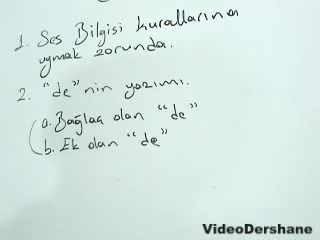 1. Ses Bilgisi kurallarına
uymak zorunda.
2. "de"nin yazımı.
a. Bağlaç olan "de"
b. Ek olan "de"
VideoDershane